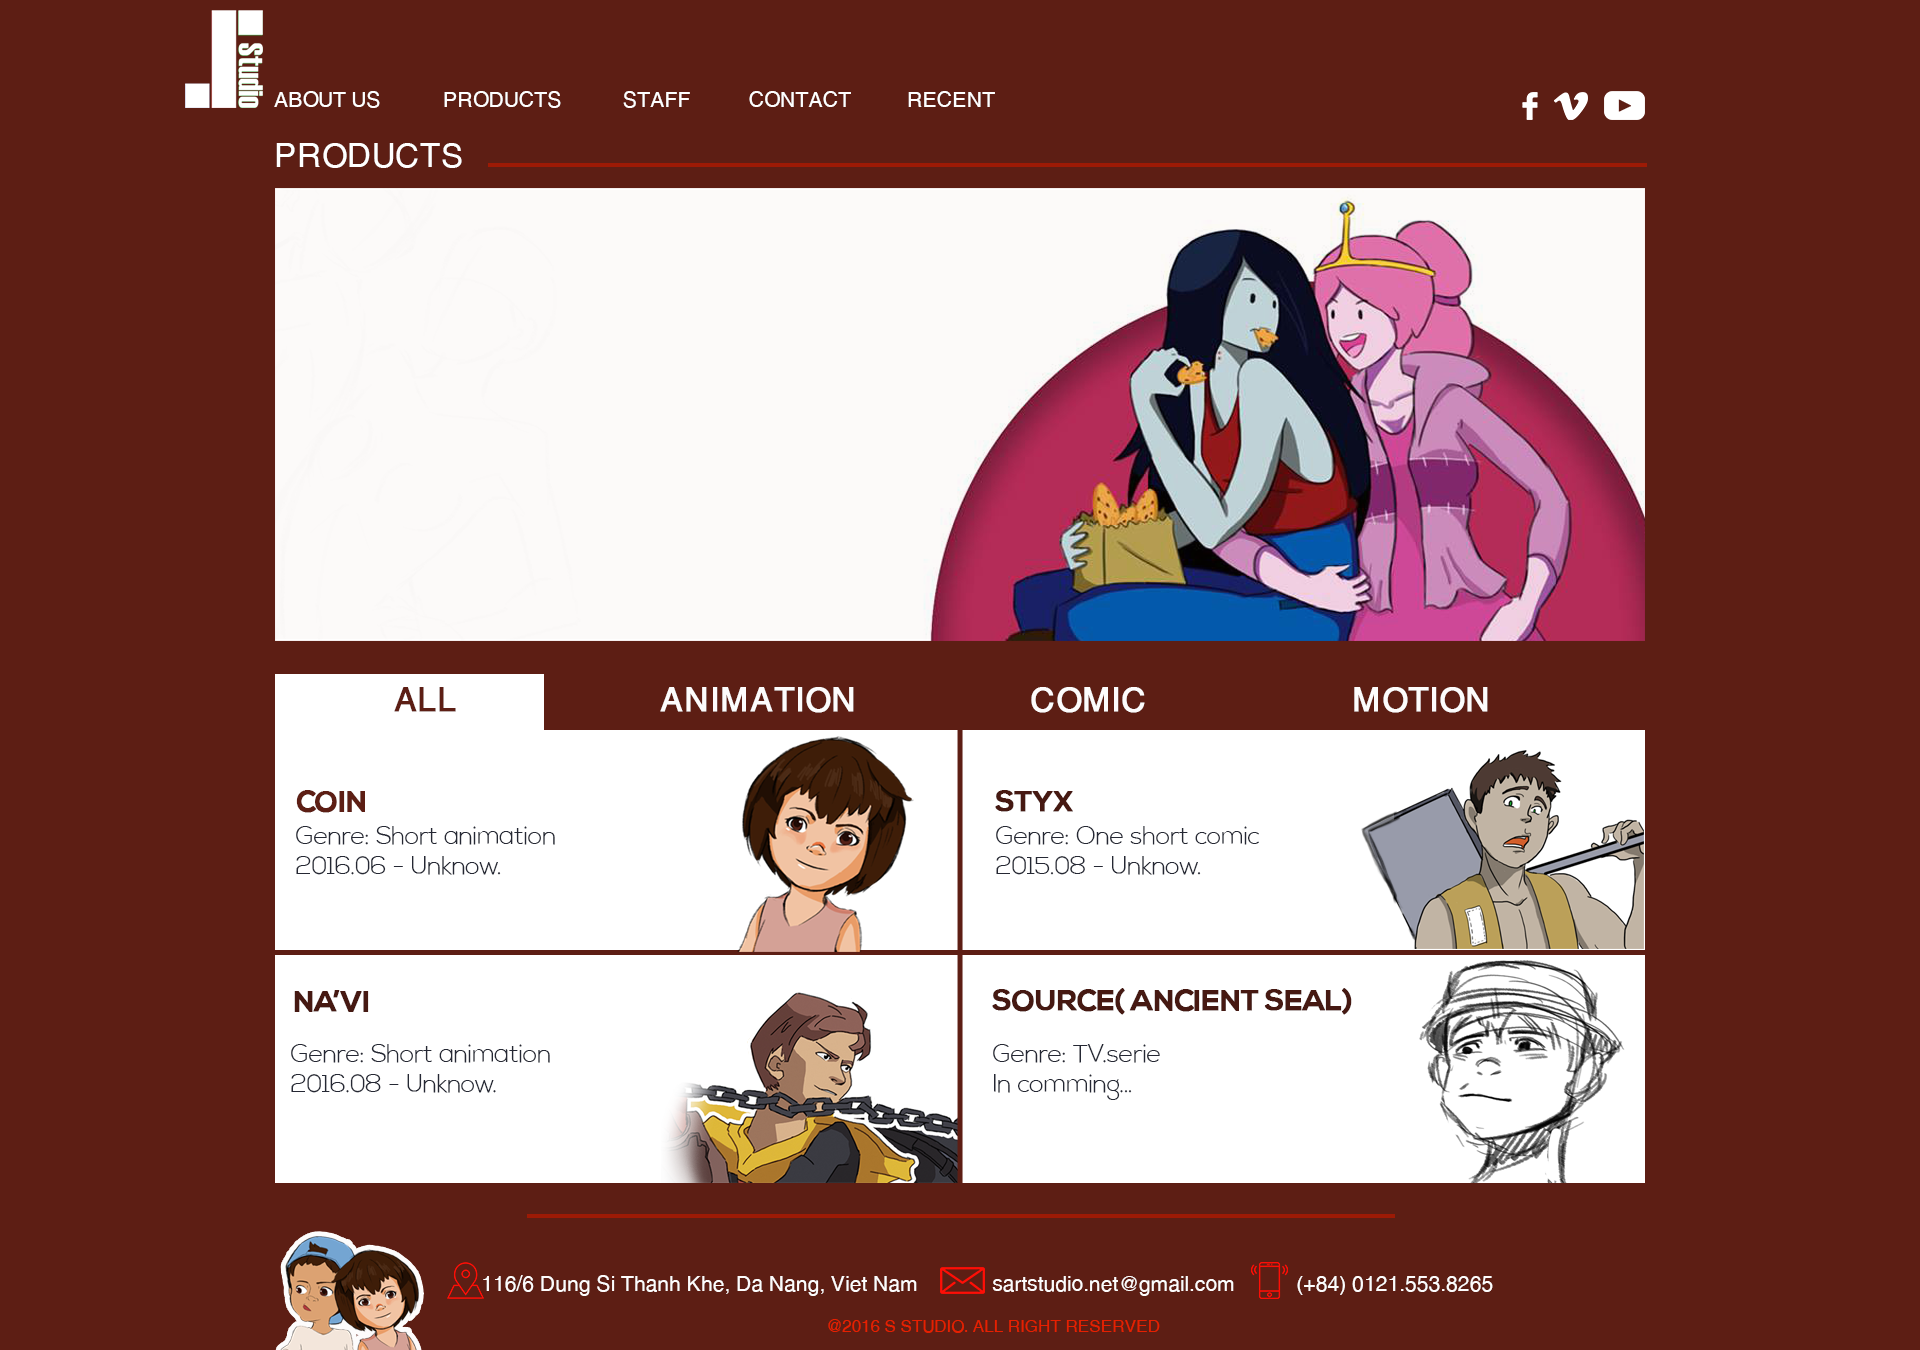 Studio
ABOUT US
PRODUCTS
STAFF
CONTACT
RECENT
PRODUCTS
ALL
ANIMATION
COMIC
MOTION
COIN
Genre: Short animation
2016.06 - Unknow.
STYX
Genre: One short comic
2015.08 - Unknow.
NA'VI
Genre: Short animation
2016.08 - Unknow.
SOURCE( ANCIENT SEAL)
Genre: TV.serie
In comming...
116/6 Dung Si Thanh Khe, Da Nang, Viet Nam
sartstudio.net@gmail.com
(+84) 0121.553.8265
@2016 S STUDIO. ALL RIGHT RESERVED